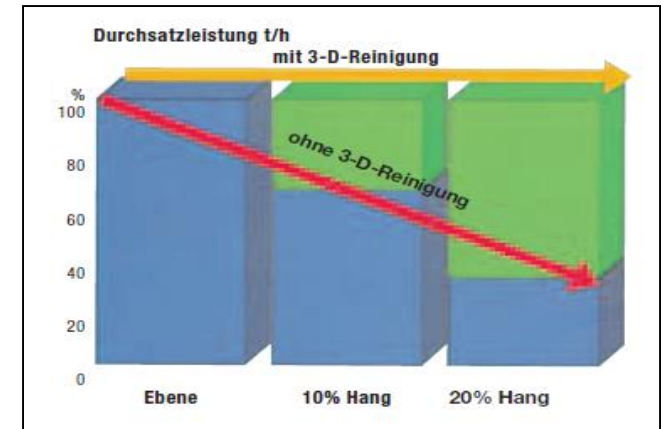 Durchsatzleistung t/h
mit 3-D-Reinigung
%
100
80
60
40
20
0
ohne 3-D-Reinigung
Ebene 10% Hang 20% Hang